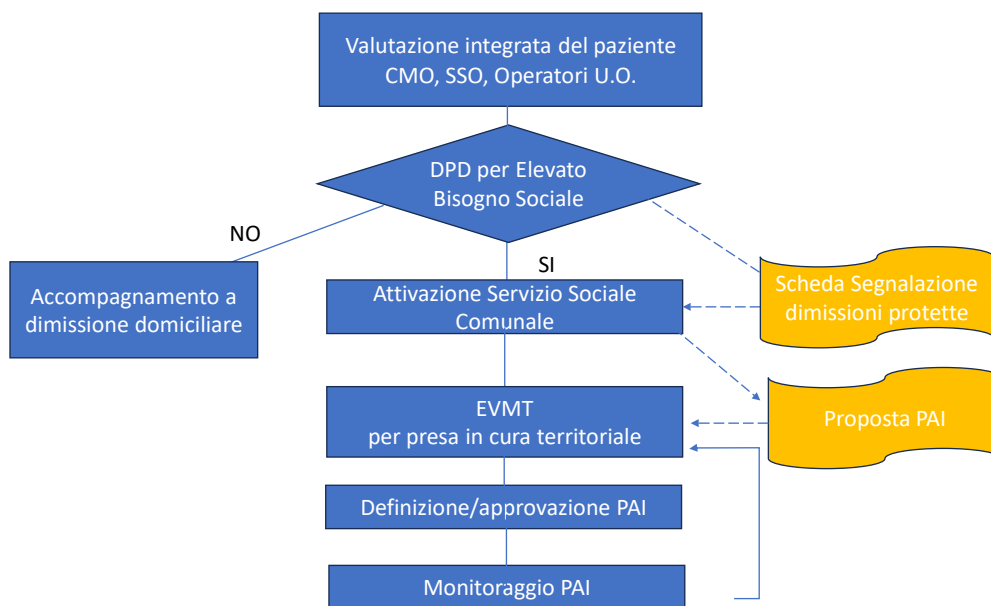 Valutazione integrata del paziente
CMO, SSO, Operatori U.O.
DPD per Elevato
Bisogno Sociale
NO
SI
Accompagnamento a
dimissione domiciliare
Attivazione Servizio Sociale
Comunale
Scheda Segnalazione
dimissioni protette
EVMT
per presa in cura territoriale
Proposta PAI
Definizione/approvazione PAI
Monitoraggio PAI